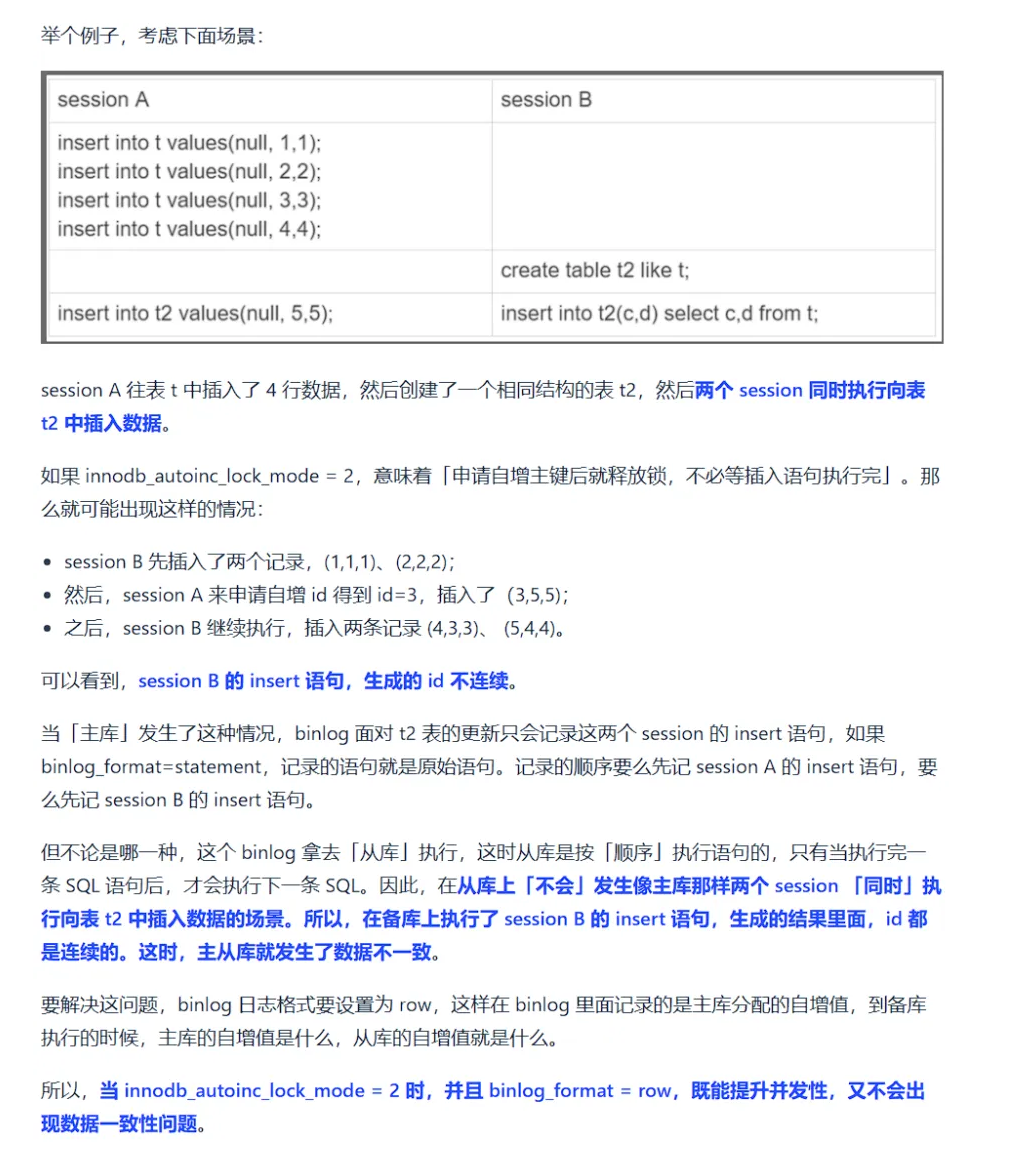 举个例子，考虑下面场景：
session A
session B
insert into t values(null, 1,1);
insert into t values(null, 2,2);
insert into t values(null, 3,3);
insert into t values(null, 4,4);
create table t2 like t;
insert into t2 values(null, 5,5);
insert into t2(c,d) select c,d from t;
session A 往表 t 中插入了 4 行数据，然后创建了一个相同结构的表 t2，然后两个 session 同时执行向表
t2 中插入数据。
如果 innodb_autoinc_lock_mode = 2，意味着「申请自增主键后就释放锁，不必等插入语句执行完」。那
么就可能出现这样的情况：
• session B 先插入了两个记录，(1,1,1)、(2,2,2)；
• 然后，session A 来申请自增 id 得到 id=3，插入了（3,5,5)；
• 之后，session B 继续执行，插入两条记录 (4,3,3)、 (5,4,4)。
可以看到，session B 的 insert 语句，生成的 id 不连续。
当「主库」发生了这种情况，binlog 面对 t2 表的更新只会记录这两个 session 的 insert 语句，如果
binlog_format=statement，记录的语句就是原始语句。记录的顺序要么先记 session A 的 insert 语句，要
么先记 session B 的 insert 语句。
但不论是哪一种，这个 binlog 拿去「从库」执行，这时从库是按「顺序」执行语句的，只有当执行完一
条 SQL 语句后，才会执行下一条 SQL。因此，在从库上「不会」发生像主库那样两个 session 「同时」执
行向表 t2 中插入数据的场景。所以，在备库上执行了 session B 的 insert 语句，生成的结果里面，id 都
是连续的。这时，主从库就发生了数据不一致。
要解决这问题，binlog 日志格式要设置为 row，这样在 binlog 里面记录的是主库分配的自增值，到备库
执行的时候，主库的自增值是什么，从库的自增值就是什么。
所以，当 innodb_autoinc_lock_mode = 2 时，并且 binlog_format = row，既能提升并发性，又不会出
现数据一致性问题。